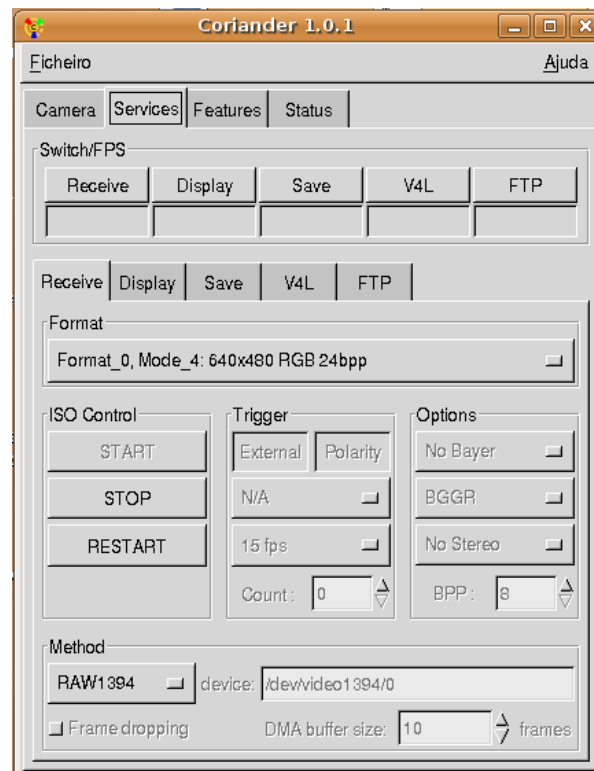 Coriander 1.0.1
Ficheiro Ajuda
Camera Services Features Status
Switch/FPS
Receive Display Save V4L FTP
Receive Display Save V4L FTP
Format
Format_0, Mode_4: 640x480 RGB 24bpp
ISO Control Trigger Options
START External Polarity No Bayer
STOP N/A BGGR
RESTART 15 fps No Stereo
Count: 0 BPP: 8
Method
RAW1394 device: /dev/video1394/0
Frame dropping DMA buffer size: 10 frames